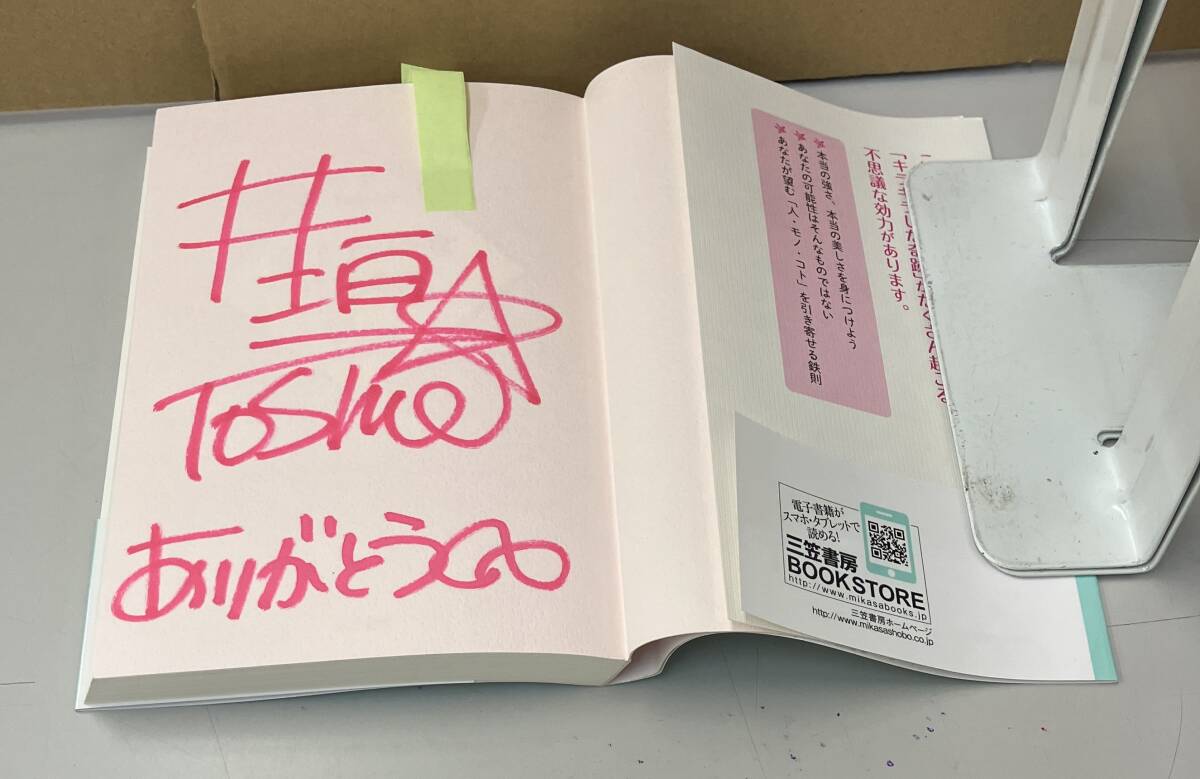 井垣
Toshie
ありがとう
不思議な効力があります。
★本当の強さ、本当の美しさを身につけよう
★あなたの可能性はそんなものではない
★あなたが望む「人・モノ・コト」を引き寄せる鉄則
電子書籍が
スマホ・タブレットで
読める!
三笠書房
BOOKSTORE
http://www.mikasabooks.jp
三笠書房ホームページ
http://www.mikasashobo.co.jp